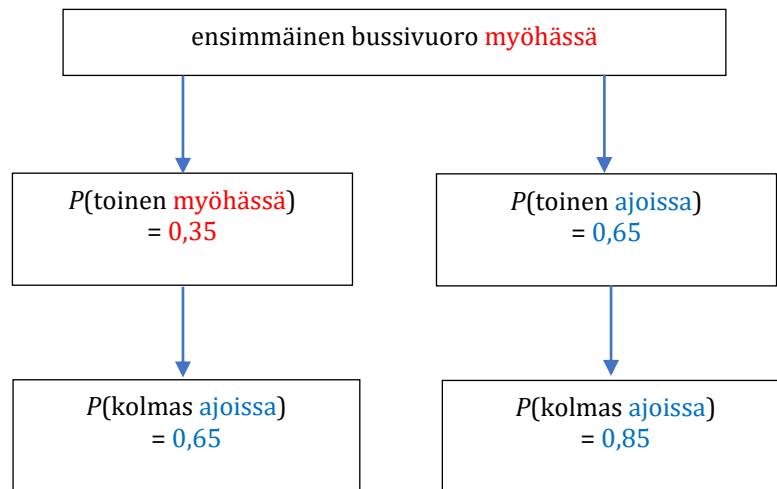 ensimmäinen bussivuoro myöhässä
P(toinen myöhässä)
= 0,35
P(toinen ajoissa)
= 0,65
P(kolmas ajoissa)
= 0,65
P(kolmas ajoissa)
= 0,85